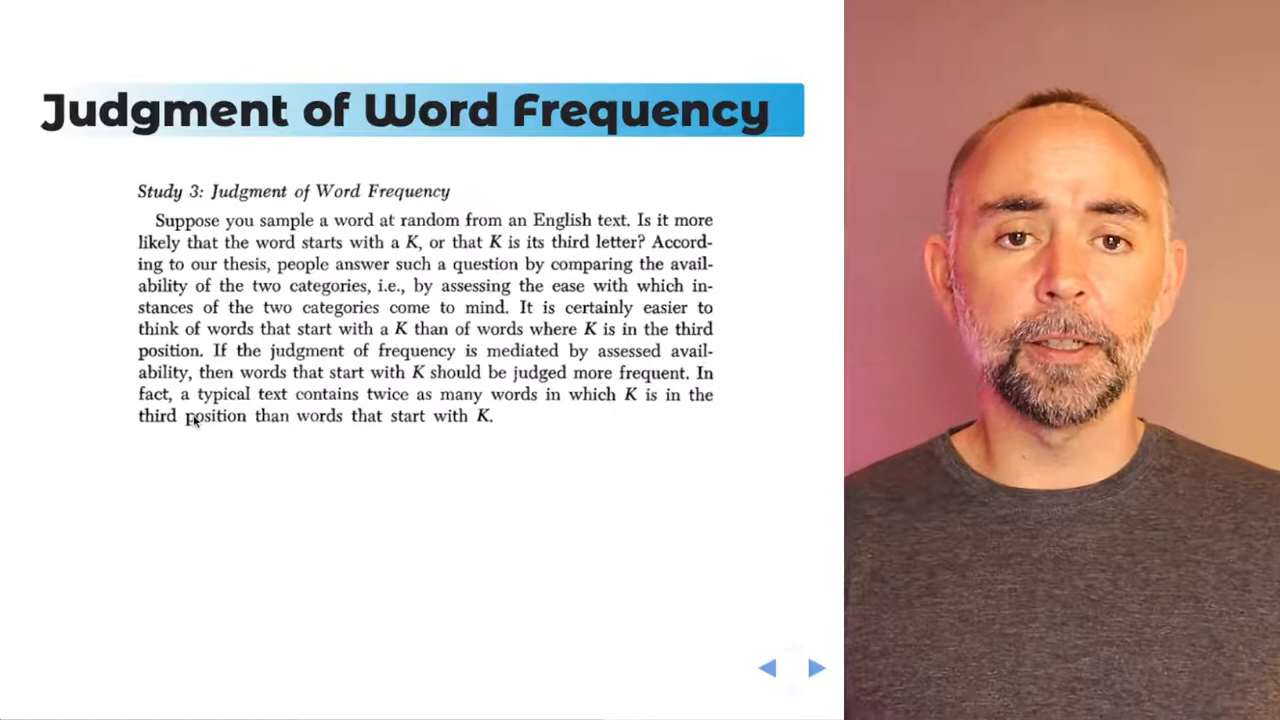 Judgment of Word Frequency
Study 3: Judgment of Word Frequency
Suppose you sample a word at random from an English text. Is it more
likely that the word starts with a K, or that K is its third letter? Accord-
ing to our thesis, people answer such a question by comparing the avail-
ability of the two categories, i.e., by assessing the ease with which in-
stances of the two categories come to mind. It is certainly easier to
think of words that start with a K than of words where K is in the third
position. If the judgment of frequency is mediated by assessed avail-
ability, then words that start with K should be judged more frequent. In
fact, a typical text contains twice as many words in which K is in the
third position than words that start with K.